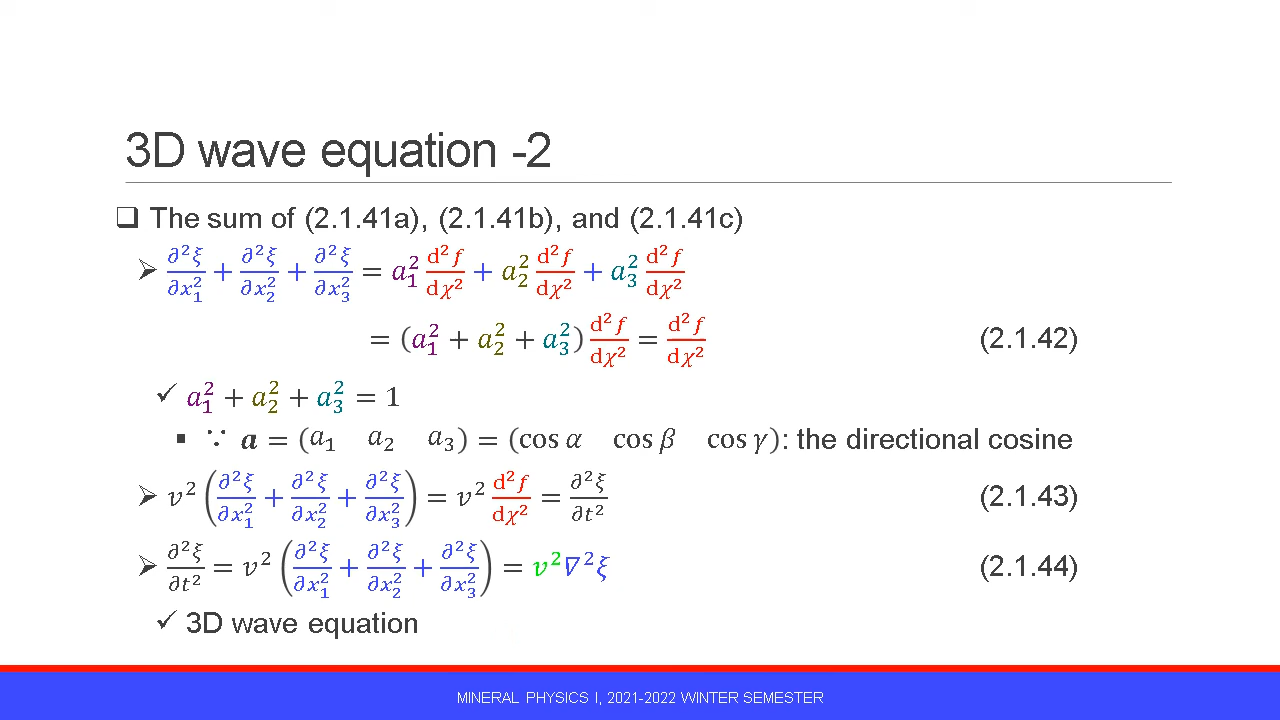 3D wave equation -2
❑ The sum of (2.1.41a), (2.1.41b), and (2.1.41c)
➢ ∂²ξ/∂x₁² + ∂²ξ/∂x₂² + ∂²ξ/∂x₃² = a₁² d²f/dχ² + a₂² d²f/dχ² + a₃² d²f/dχ²
= (a₁² + a₂² + a₃²) d²f/dχ² = d²f/dχ² (2.1.42)
✓ a₁² + a₂² + a₃² = 1
▪ ∵ a = (a₁ a₂ a₃) = (cos α cos β cos γ): the directional cosine
➢ v² (∂²ξ/∂x₁² + ∂²ξ/∂x₂² + ∂²ξ/∂x₃²) = v² d²f/dχ² = ∂²ξ/∂t² (2.1.43)
➢ ∂²ξ/∂t² = v² (∂²ξ/∂x₁² + ∂²ξ/∂x₂² + ∂²ξ/∂x₃²) = v²∇²ξ (2.1.44)
✓ 3D wave equation
MINERAL PHYSICS I, 2021-2022 WINTER SEMESTER